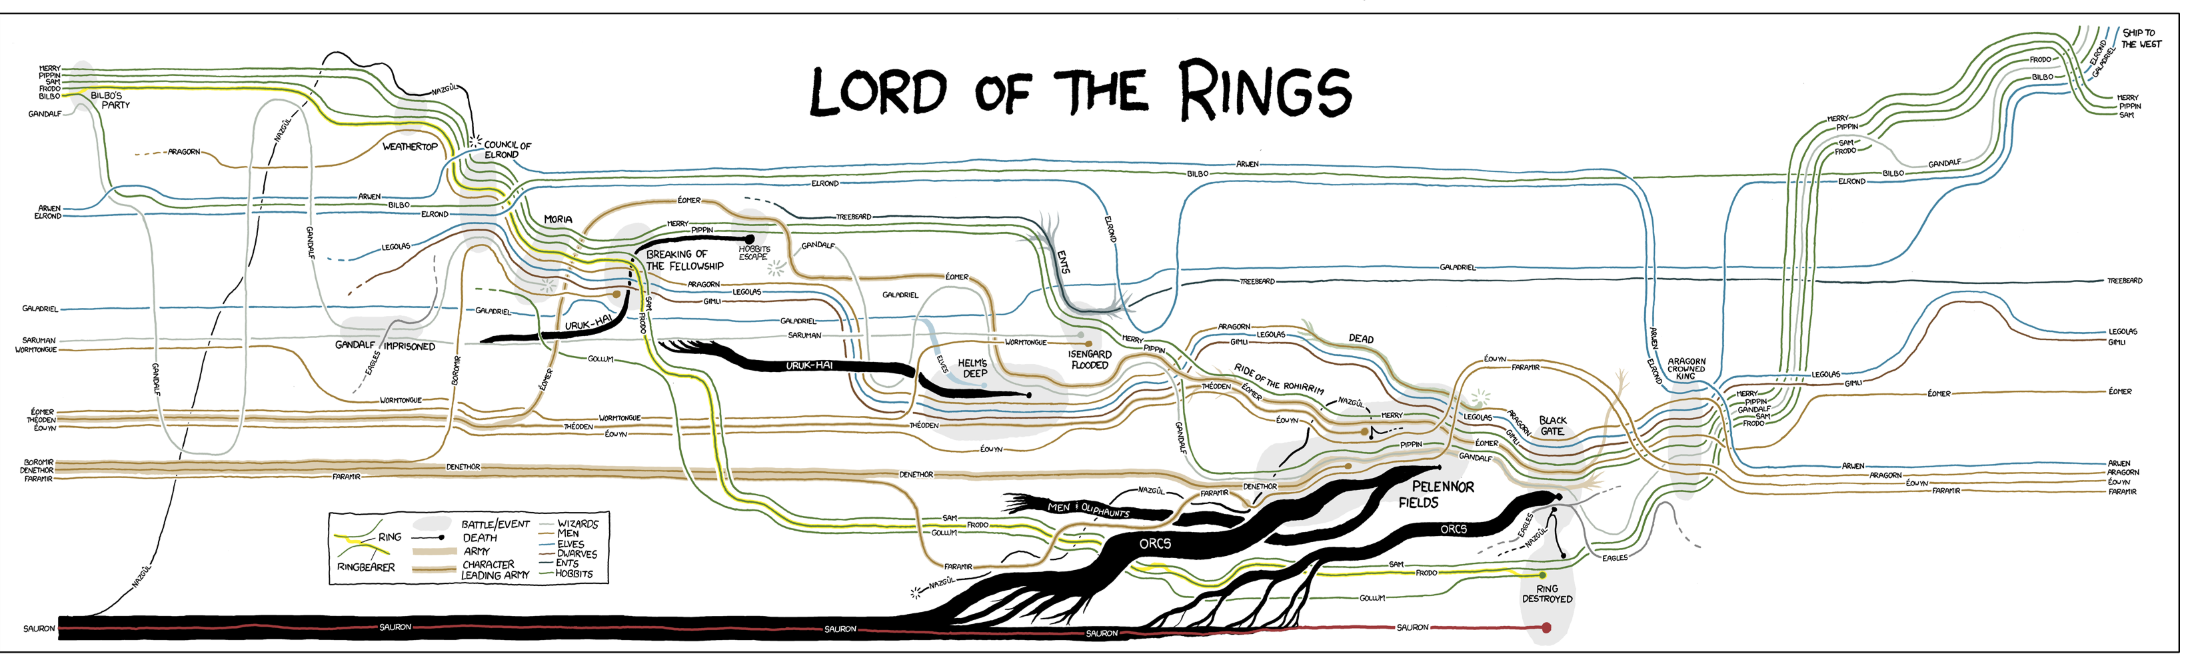 LORD OF THE RINGS
SHIP TO
THE WEST
ELROND
GALADRIEL
MERRY
PIPPIN
SAM
FRODO
BILBO
GANDALF
BILBO'S
PARTY
NAZGÛL
NAZGÛL
ARAGORN
WEATHERTOP
COUNCIL OF
ELROND
FRODO
BILBO
MERRY
PIPPIN
SAM
MERRY
PIPPIN
SAM
FRODO
GANDALF
BILBO
ELROND
ARWEN
BILBO
ELROND
ARWEN
ELROND
ARWEN
BILBO
ELROND
LEGOLAS
GANDALF
MORIA
ÉOMER
MERRY
PIPPIN
HOBBITS
ESCAPE
BREAKING OF
THE FELLOWSHIP
TREEBEARD
GANDALF
ENTS
ELROND
GALADRIEL
TREEBEARD
TREEBEARD
ÉOMER
ARAGORN
LEGOLAS
GIMLI
GALADRIEL
GALADRIEL
GALADRIEL
GALADRIEL
SAM
FRODO
URUK-HAI
SARUMAN
WORMTONGUE
GANDALF IMPRISONED
EAGLES
SARUMAN
GOLLUM
URUK-HAI
ELVES
HELM'S
DEEP
WORMTONGUE
ISENGARD
FLOODED
MERRY
PIPPIN
ARAGORN
LEGOLAS
GIMLI
DEAD
RIDE OF THE ROHIRRIM
THÉODEN
ÉOMER
ÉOWYN
NAZGÛL
MERRY
ÉOWYN
FARAMIR
LEGOLAS
ARAGORN
GIMLI
BLACK
GATE
ARWEN
ELROND
ARAGORN
CROWNED
KING
MERRY
PIPPIN
GANDALF
SAM
FRODO
LEGOLAS
GIMLI
LEGOLAS
GIMLI
ÉOMER
ÉOMER
GANDALF
BOROMIR
ÉOMER
WORMTONGUE
ÉOMER
THÉODEN
ÉOWYN
WORMTONGUE
THÉODEN
ÉOWYN
THÉODEN
ÉOWYN
GANDALF
PIPPIN
ÉOMER
GANDALF
BOROMIR
DENETHOR
FARAMIR
DENETHOR
FARAMIR
DENETHOR
DENETHOR
FARAMIR
NAZGÛL
PELENNOR
FIELDS
MEN & OLIPHAUNTS
SAM
FRODO
GOLLUM
FARAMIR
NAZGÛL
ORCS
ORCS
EAGLES
NAZGÛL
EAGLES
SAM
FRODO
GOLLUM
RING
DESTROYED
ARWEN
ARAGORN
ÉOWYN
FARAMIR
ARWEN
ARAGORN
ÉOWYN
FARAMIR
RING
RINGBEARER
BATTLE/EVENT
DEATH
ARMY
CHARACTER
LEADING ARMY
WIZARDS
MEN
ELVES
DWARVES
ENTS
HOBBITS
NAZGÛL
SAURON
SAURON
SAURON
SAURON
SAURON